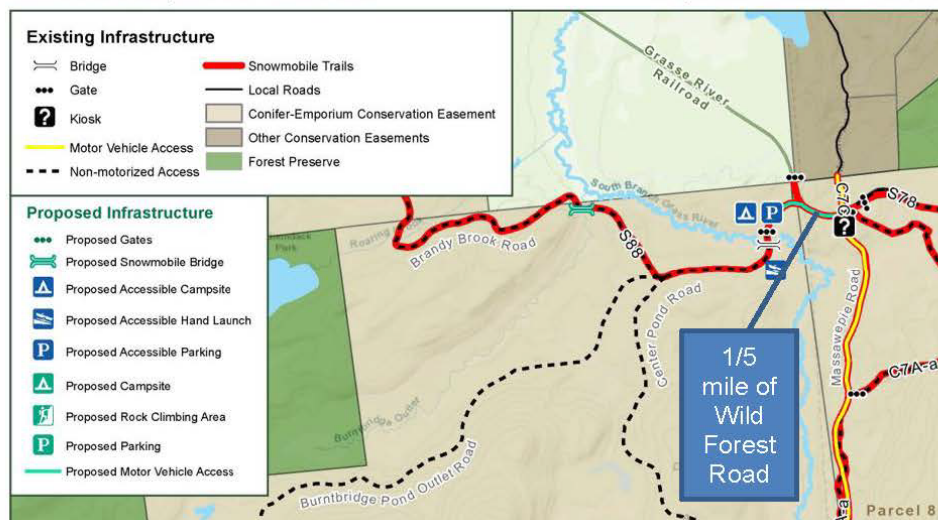 Existing Infrastructure
Bridge
Gate
Kiosk
Motor Vehicle Access
Non-motorized Access
Snowmobile Trails
Local Roads
Conifer-Emporium Conservation Easement
Other Conservation Easements
Forest Preserve
Proposed Infrastructure
Proposed Gates
Proposed Snowmobile Bridge
Proposed Accessible Campsite
Proposed Accessible Hand Launch
Proposed Accessible Parking
Proposed Campsite
Proposed Rock Climbing Area
Proposed Parking
Proposed Motor Vehicle Access
Grasse River
Railroad
South Branch Grass River
C7G
S78
?
P
Roaring
Park
Brandy Brook Road
S88
Center Pond Road
Massawepie Road
C7A-a
1/5
mile of
Wild
Forest
Road
Burntbridge Outlet
Burntbridge Pond Outlet Road
A-a
Parcel 8